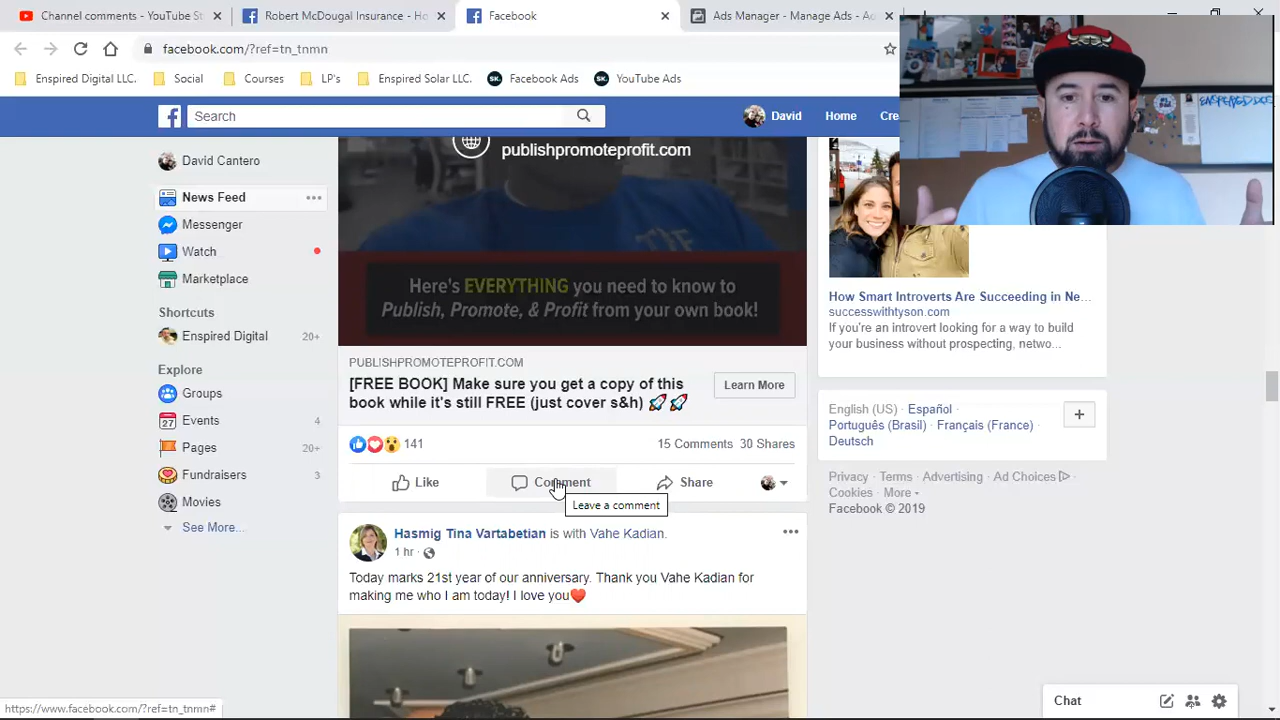 Channel comments - YouTube St
Robert McDougal Insurance - Ho
Facebook
Ads Manager - Manage Ads - Ad
facebook.com/?ref=tn_tnmn
Enspired Digital LLC.
Social
Courses
LP's
Enspired Solar LLC.
SK. Facebook Ads
SK. YouTube Ads
Search
David
Home
Cre
David Cantero
News Feed
Messenger
Watch
Marketplace
Shortcuts
Enspired Digital 20+
Explore
Groups
27 Events 4
Pages 20+
Fundraisers 3
Movies
See More...
publishpromoteprofit.com
Here's EVERYTHING you need to know to
Publish, Promote, & Profit from your own book!
PUBLISHPROMOTEPROFIT.COM
[FREE BOOK] Make sure you get a copy of this
book while it's still FREE (just cover s&h) 🚀🚀
Learn More
141
15 Comments 30 Shares
Like
Comment
Share
Leave a comment
Hasmig Tina Vartabetian is with Vahe Kadian.
1 hr ·
Today marks 21st year of our anniversary. Thank you Vahe Kadian for
making me who I am today! I love you❤️
How Smart Introverts Are Succeeding in Ne...
successwithtyson.com
If you're an introvert looking for a way to build
your business without prospecting, netwo...
English (US) · Español ·
Português (Brasil) · Français (France) ·
Deutsch
Privacy · Terms · Advertising · Ad Choices
Cookies · More
Facebook © 2019
Chat
https://www.facebook.com/?ref=tn_tnmn#